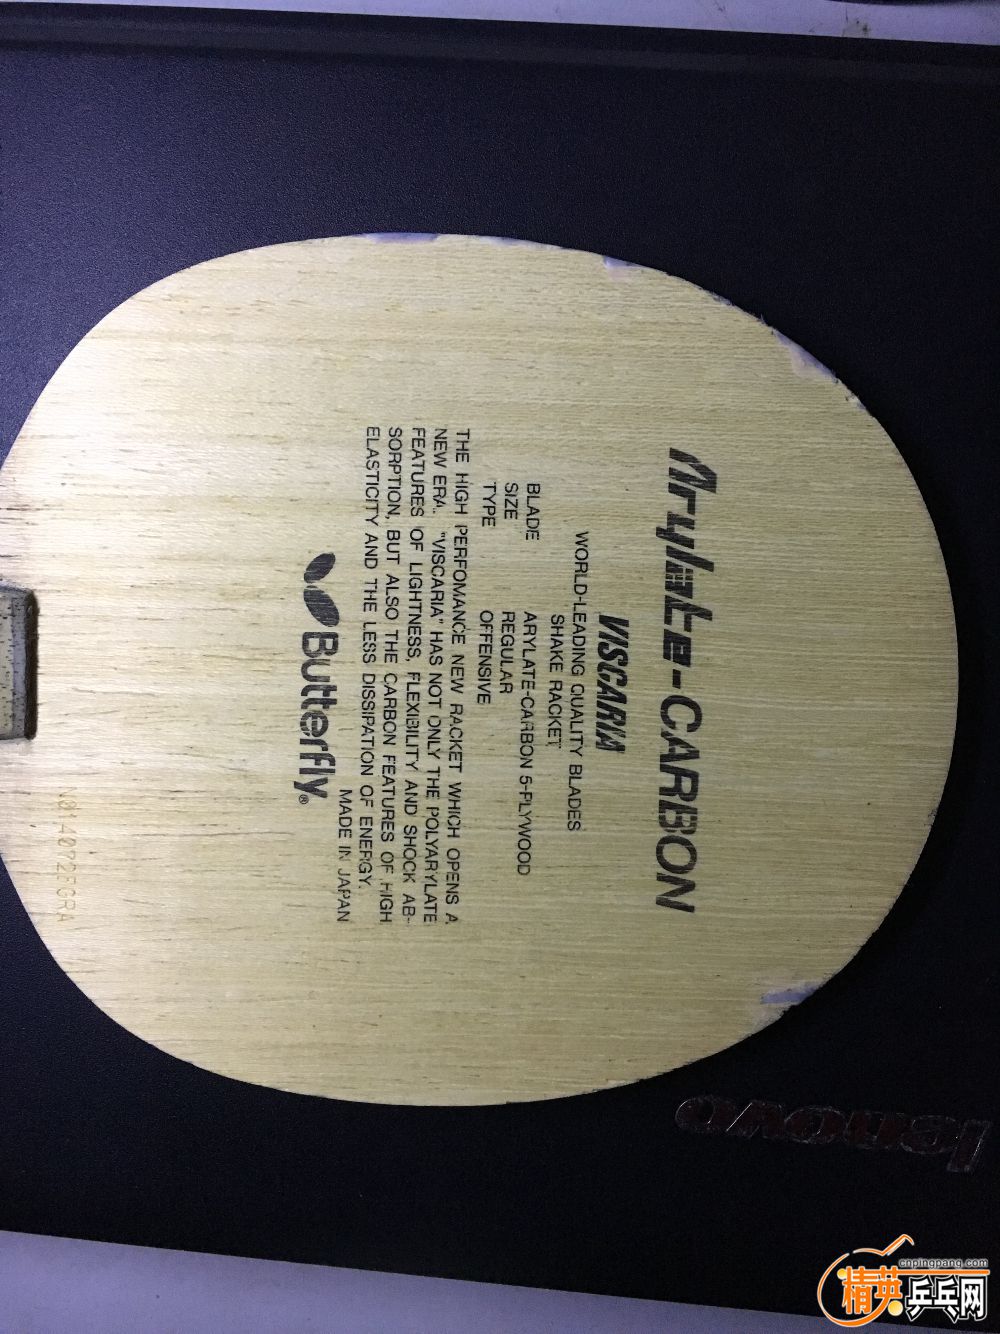 Arylate-CARBON
VISCARIA
WORLD-LEADING QUALITY BLADES
SHAKE RACKET
BLADE ARYLATE-CARBON 5-PLYWOOD
SIZE REGULAR
TYPE OFFENSIVE
THE HIGH PERFOMANCE NEW RACKET WHICH OPENS A
NEW ERA. "VISCARIA" HAS NOT ONLY THE POLYARYLATE
FEATURES OF LIGHTNESS, FLEXIBILITY AND SHOCK AB-
SORPTION, BUT ALSO THE CARBON FEATURES OF HIGH
ELASTICITY AND THE LESS DISSIPATION OF ENERGY.
MADE IN JAPAN
Butterfly®
lenovo
cnpingpang.com
精英乒乓网